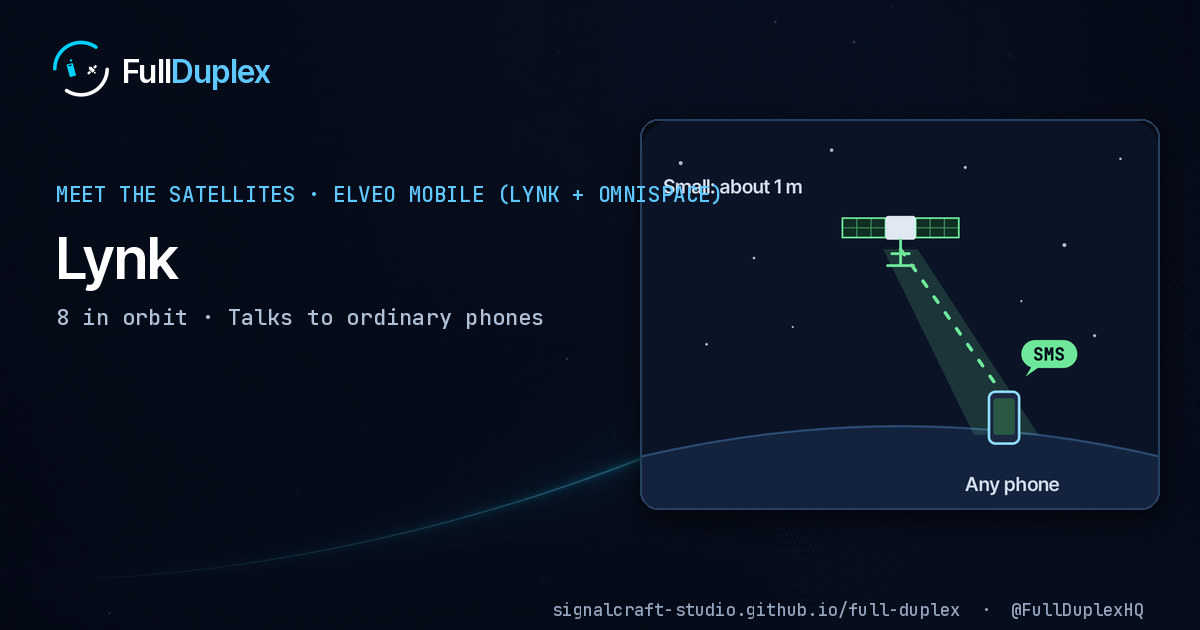 FullDuplex
MEET THE SATELLITES · ELVEO MOBILE (LYNK + OMNISPACE)
Lynk
8 in orbit · Talks to ordinary phones
Small: about 1 m
SMS
Any phone
signalcraft-studio.github.io/full-duplex · @FullDuplexHQ